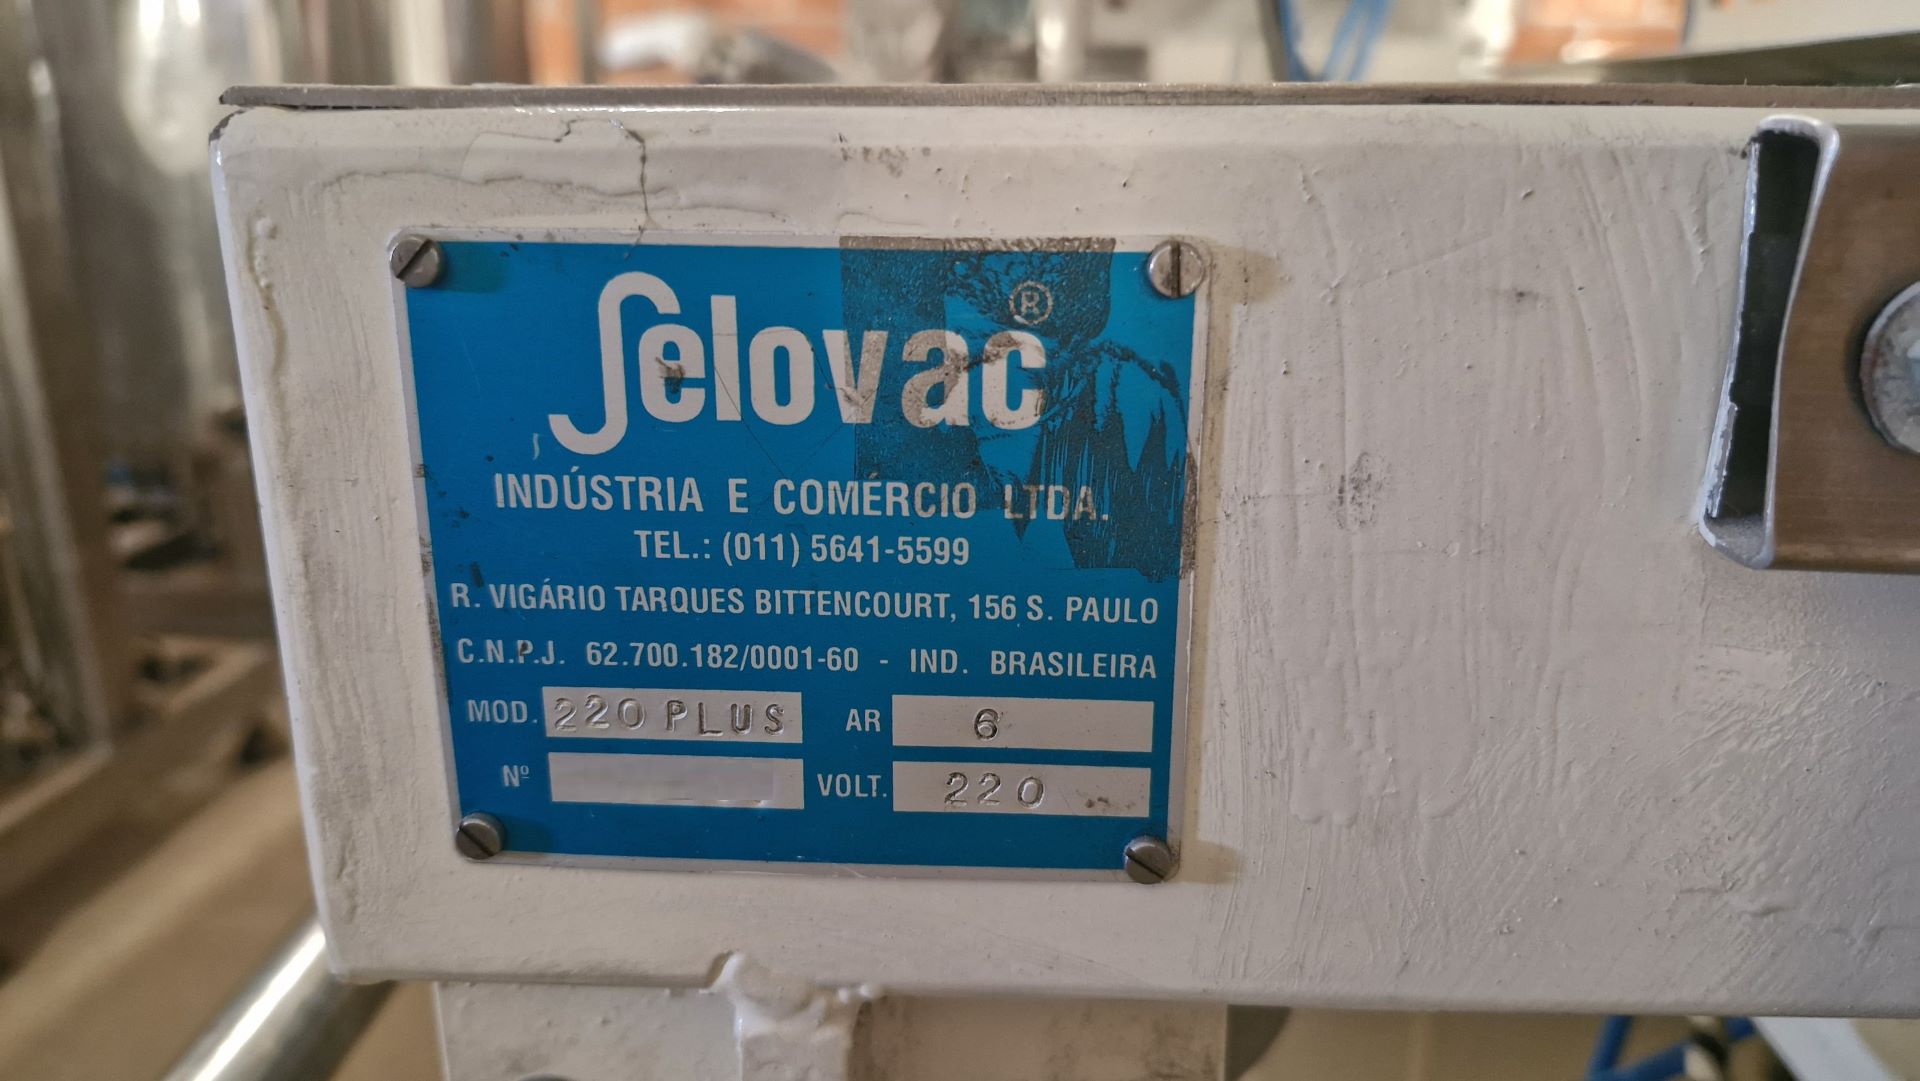 Selovac®
INDÚSTRIA E COMÉRCIO LTDA.
TEL.: (011) 5641-5599
R. VIGÁRIO TARQUES BITTENCOURT, 156 S. PAULO
C.N.P.J. 62.700.182/0001-60 - IND. BRASILEIRA
MOD. 220 PLUS AR 6
Nº VOLT. 220